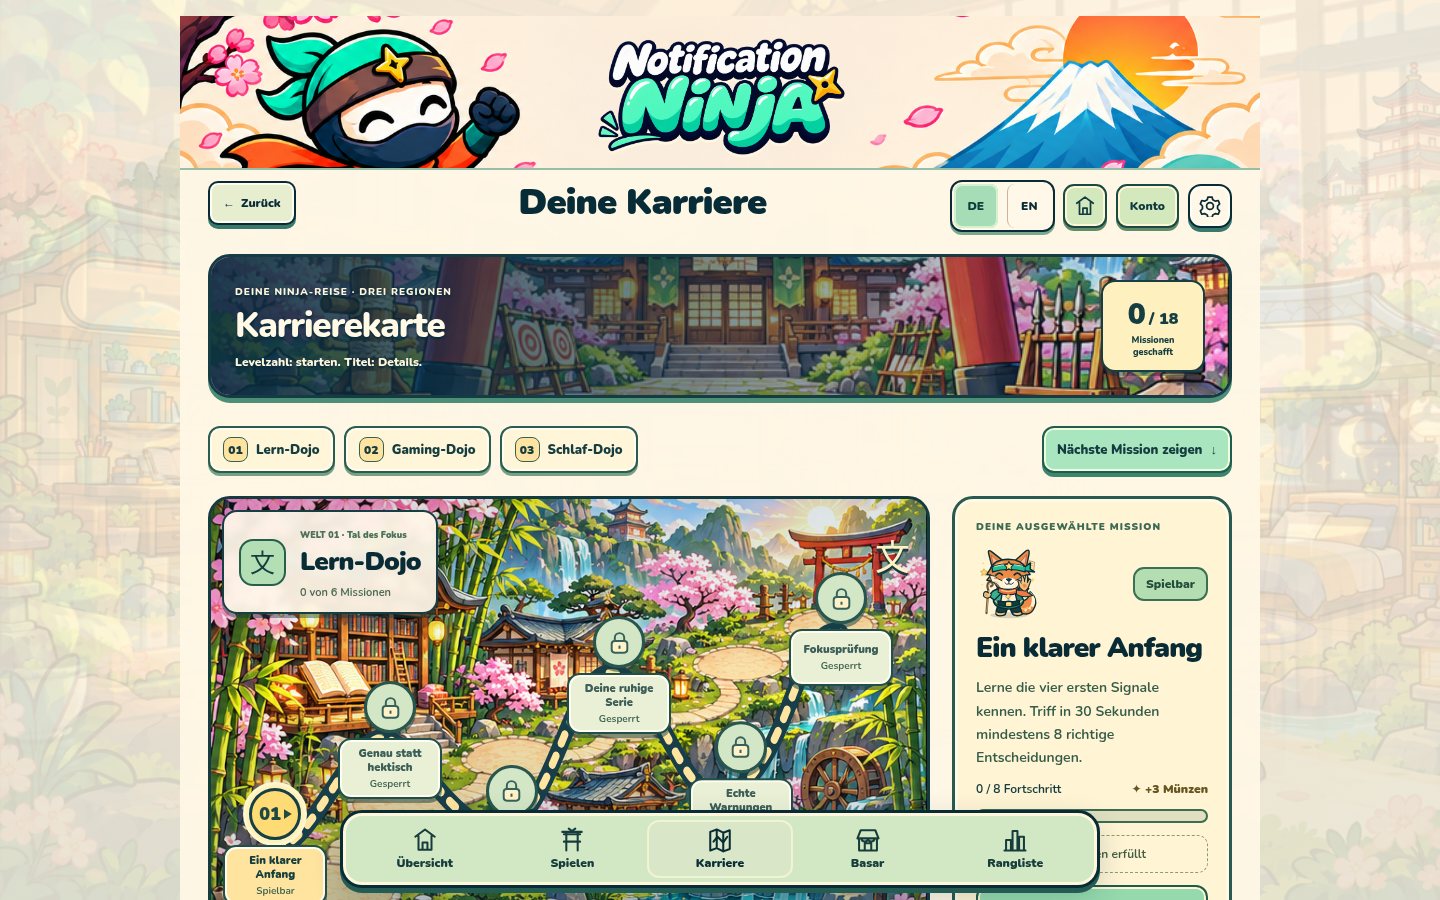 Notification
NiNjA
← Zurück
Deine Karriere
DE
EN
Konto
DEINE NINJA-REISE · DREI REGIONEN
Karrierekarte
Levelzahl: starten. Titel: Details.
0 / 18
Missionen
geschafft
01 Lern-Dojo
02 Gaming-Dojo
03 Schlaf-Dojo
Nächste Mission zeigen ↓
WELT 01 · Tal des Fokus
文
Lern-Dojo
0 von 6 Missionen
文
Fokusprüfung
Gesperrt
Deine ruhige
Serie
Gesperrt
Genau statt
hektisch
Gesperrt
Echte
Warnungen
01
Ein klarer
Anfang
Spielbar
DEINE AUSGEWÄHLTE MISSION
Spielbar
Ein klarer Anfang
Lerne die vier ersten Signale
kennen. Triff in 30 Sekunden
mindestens 8 richtige
Entscheidungen.
0 / 8 Fortschritt
✦ +3 Münzen
erfüllt
Übersicht
Spielen
Karriere
Basar
Rangliste